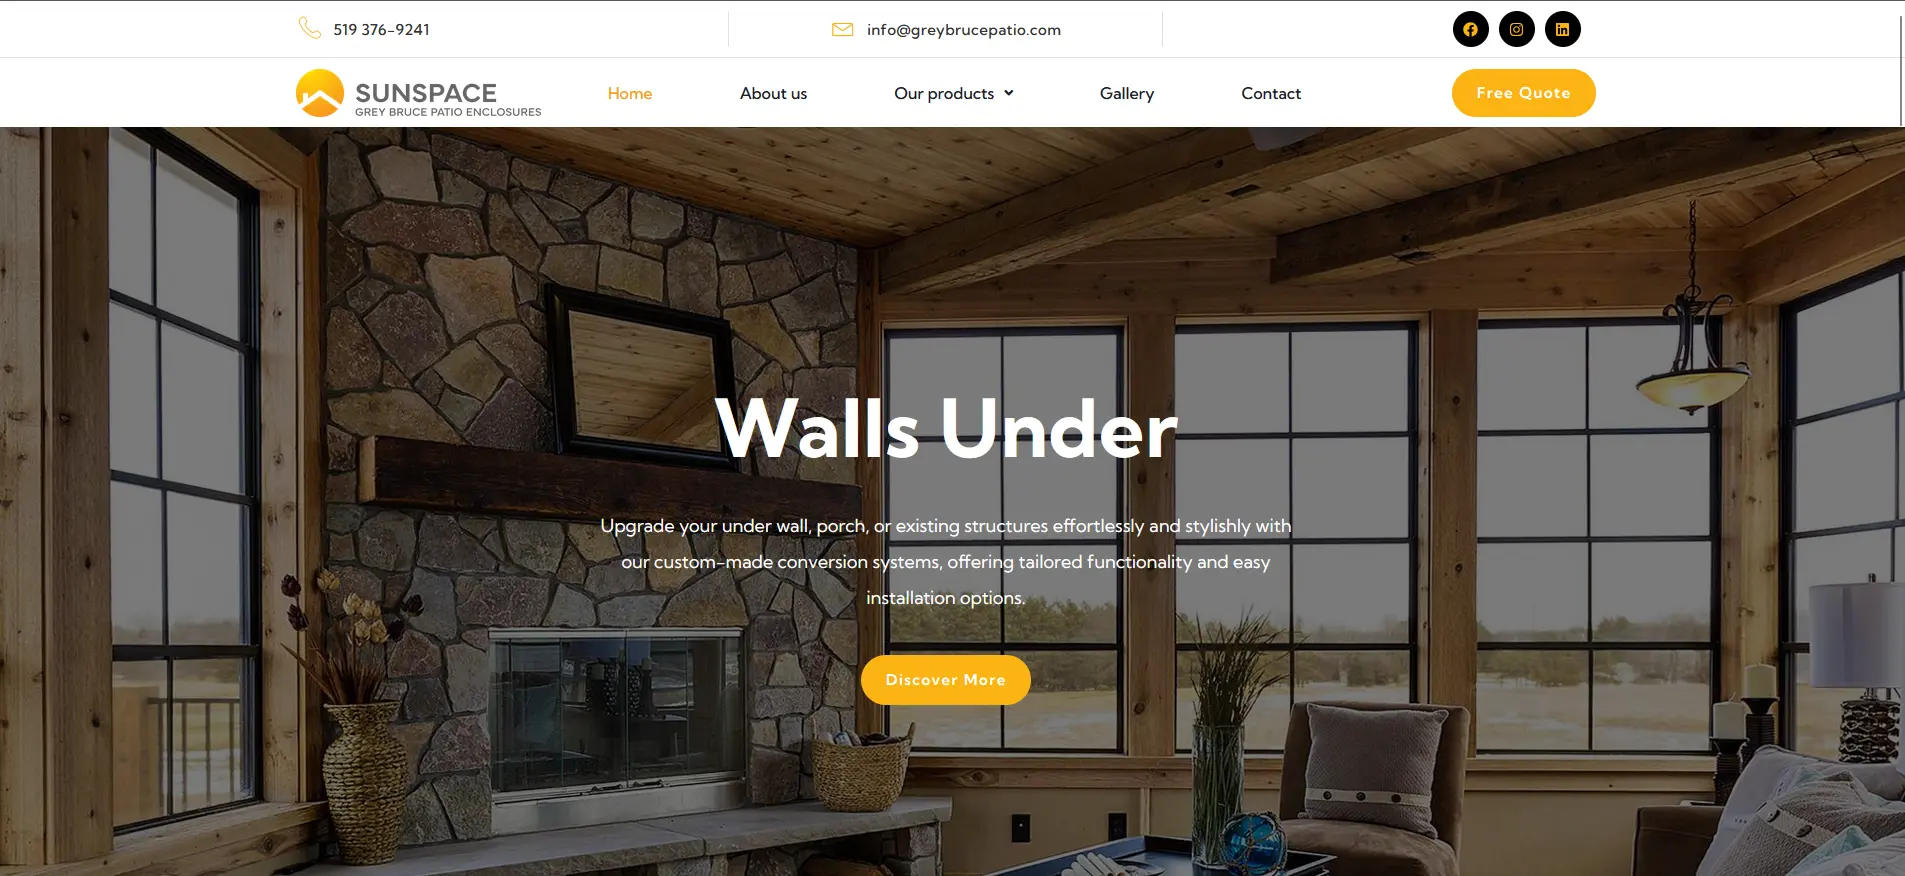 519 376-9241
info@greybrucepatio.com
SUNSPACE
GREY BRUCE PATIO ENCLOSURES
Home
About us
Our products
Gallery
Contact
Free Quote
Walls Under
Upgrade your under wall, porch, or existing structures effortlessly and stylishly with
our custom-made conversion systems, offering tailored functionality and easy
installation options.
Discover More